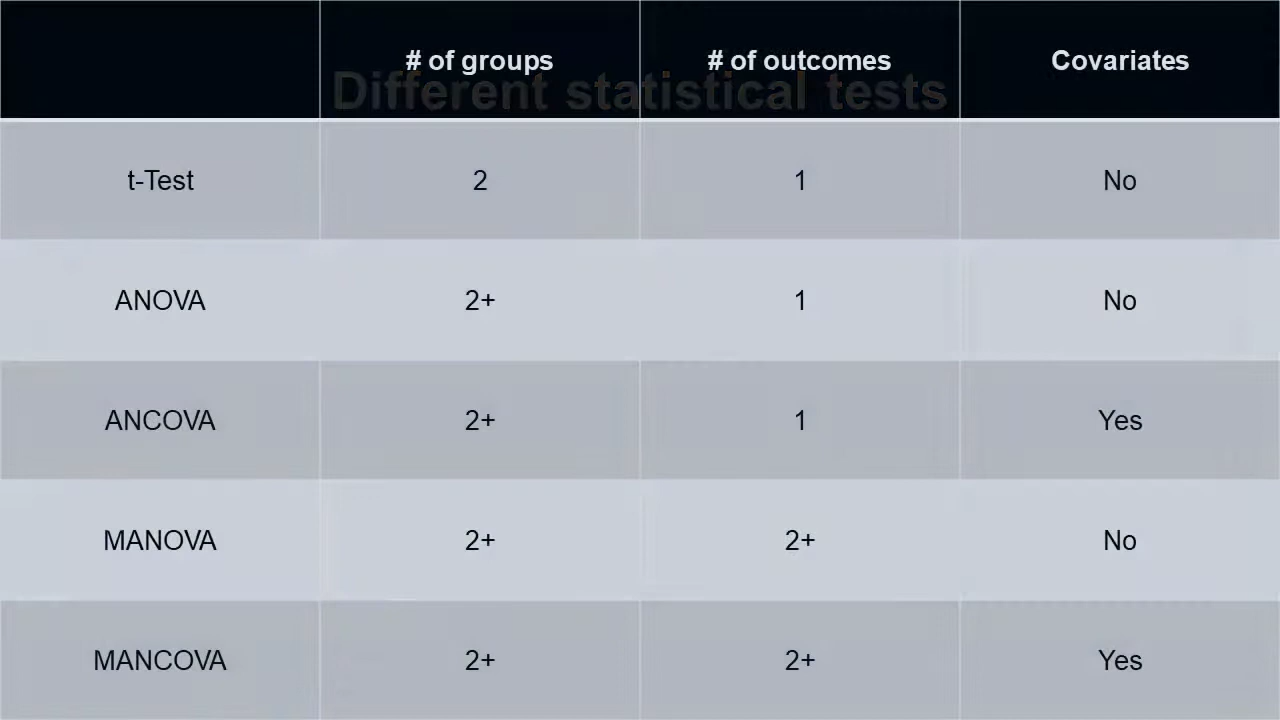 # of groups # of outcomes Covariates
Different statistical tests
t-Test 2 1 No
ANOVA 2+ 1 No
ANCOVA 2+ 1 Yes
MANOVA 2+ 2+ No
MANCOVA 2+ 2+ Yes